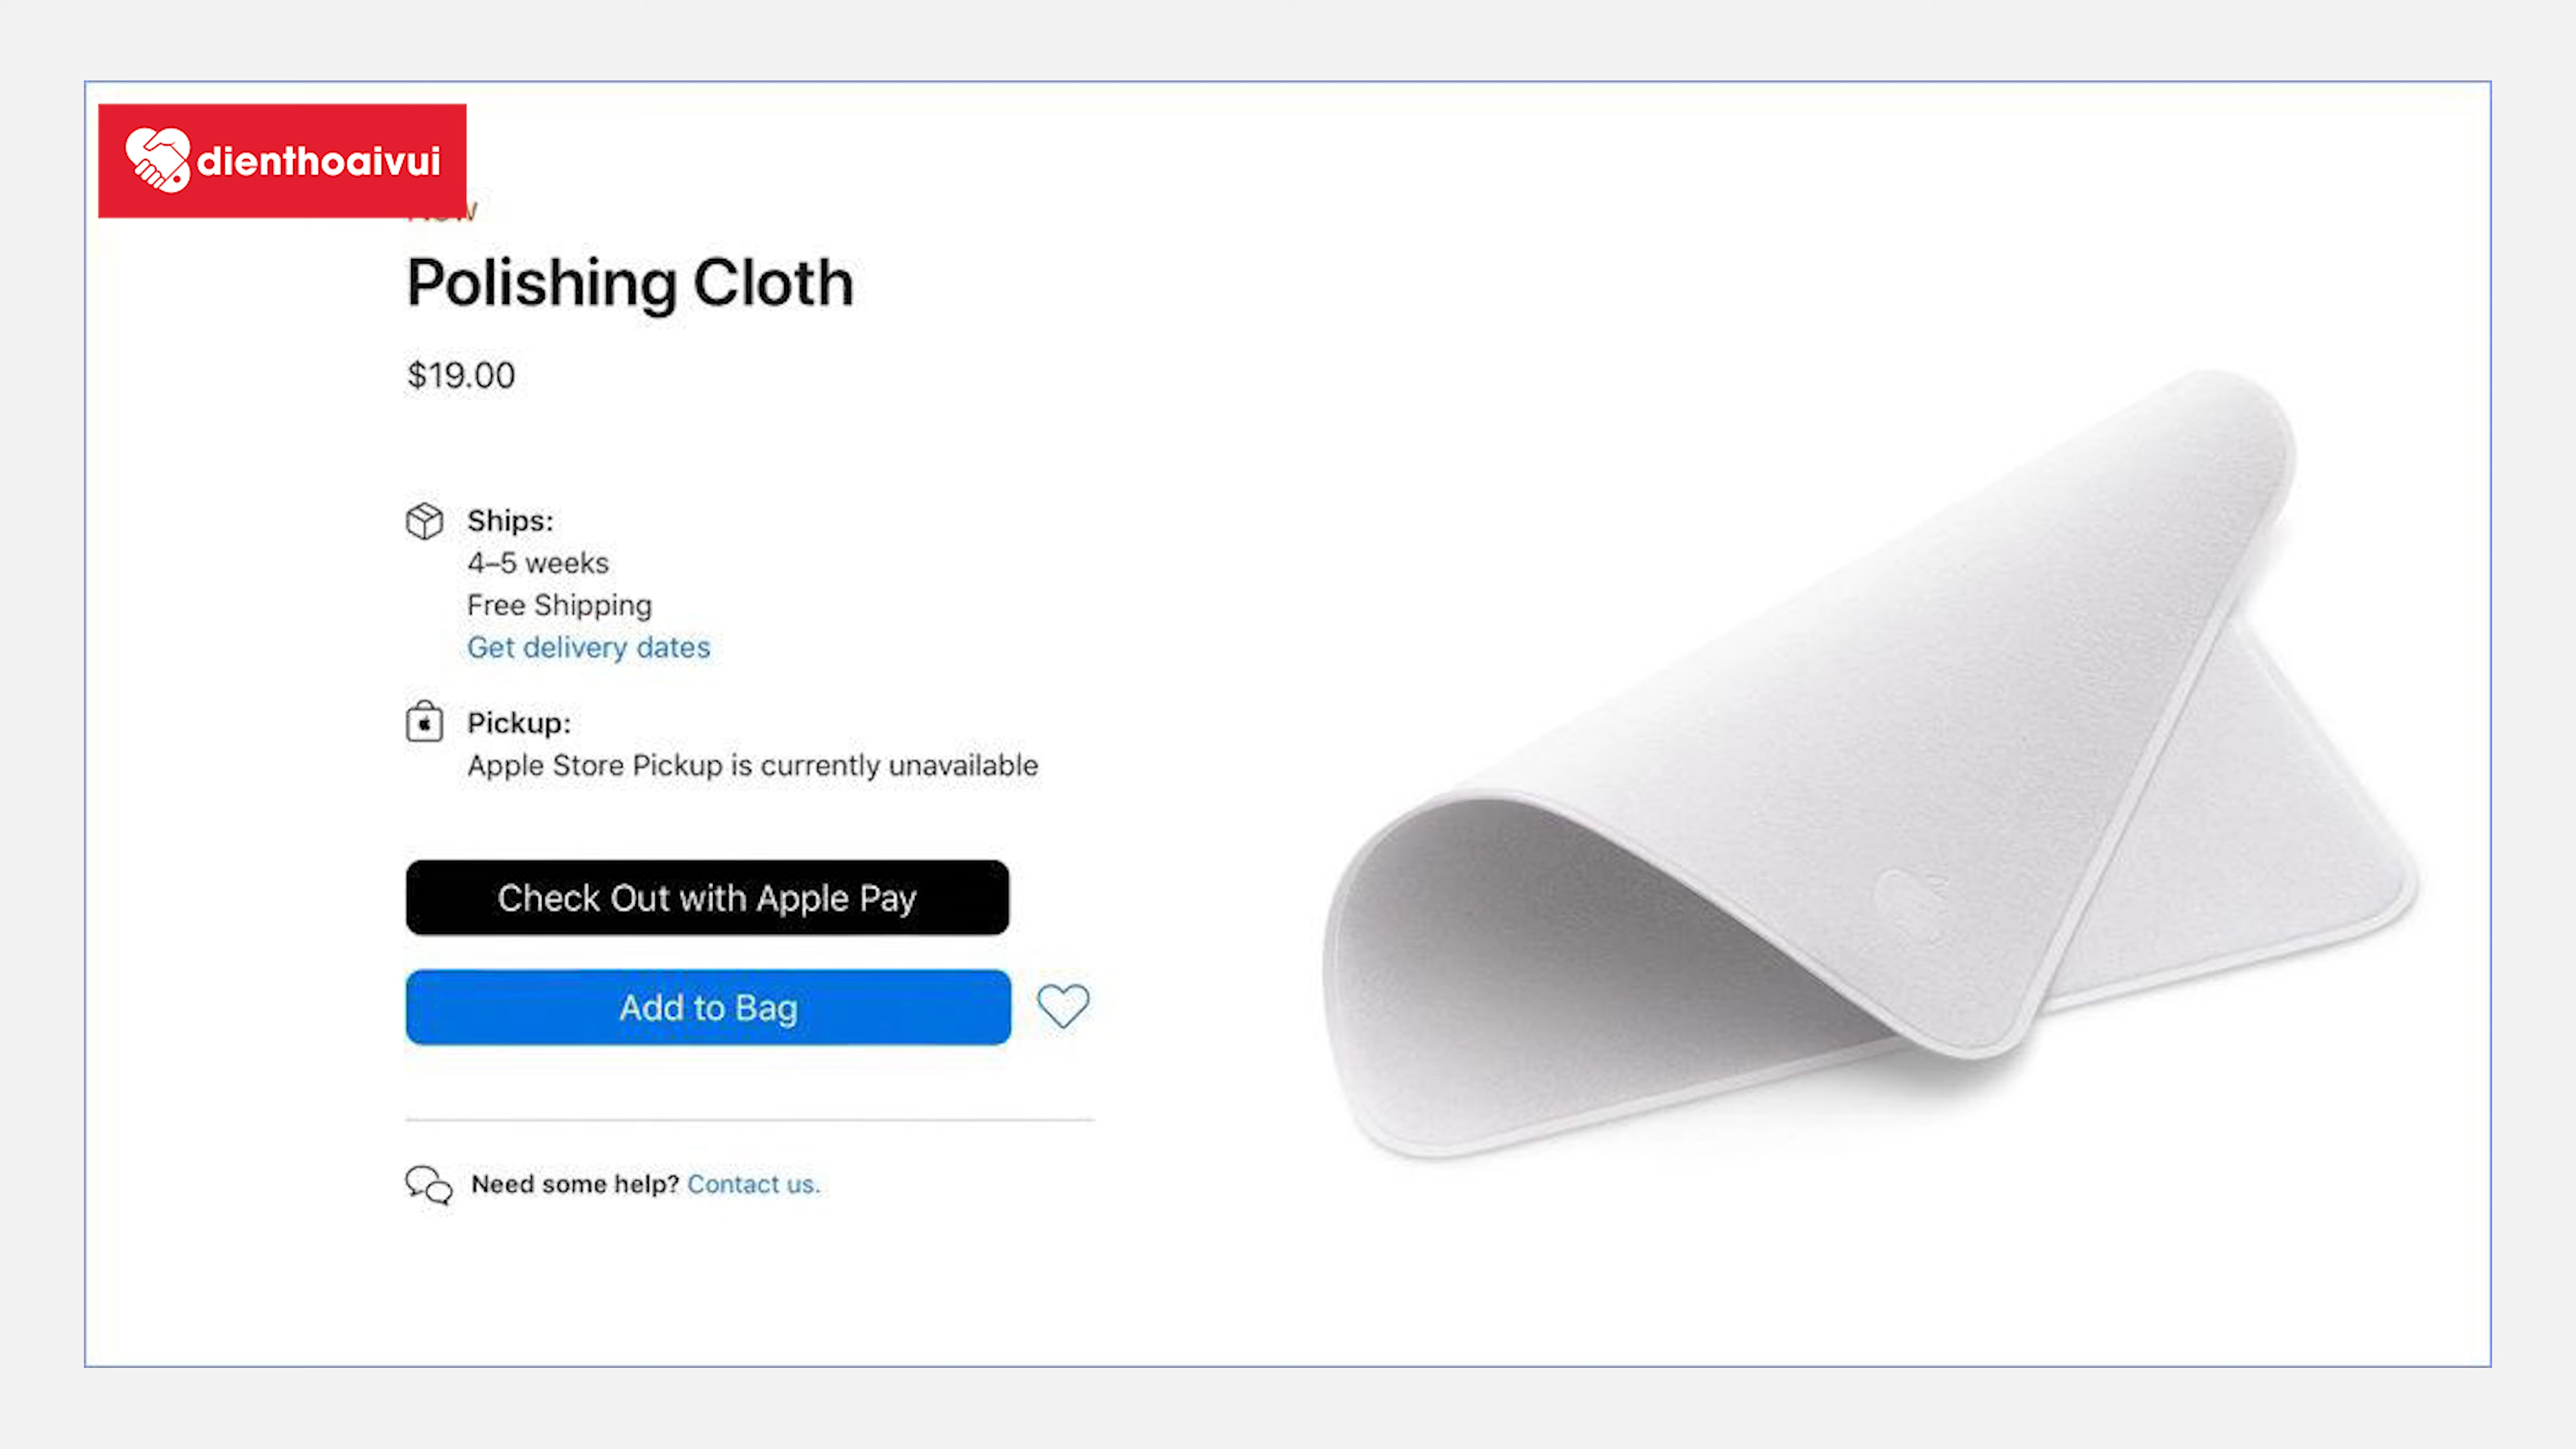 dienthoaivui
Polishing Cloth
$19.00
Ships:
4–5 weeks
Free Shipping
Get delivery dates
Pickup:
Apple Store Pickup is currently unavailable
Check Out with Apple Pay
Add to Bag
Need some help? Contact us.